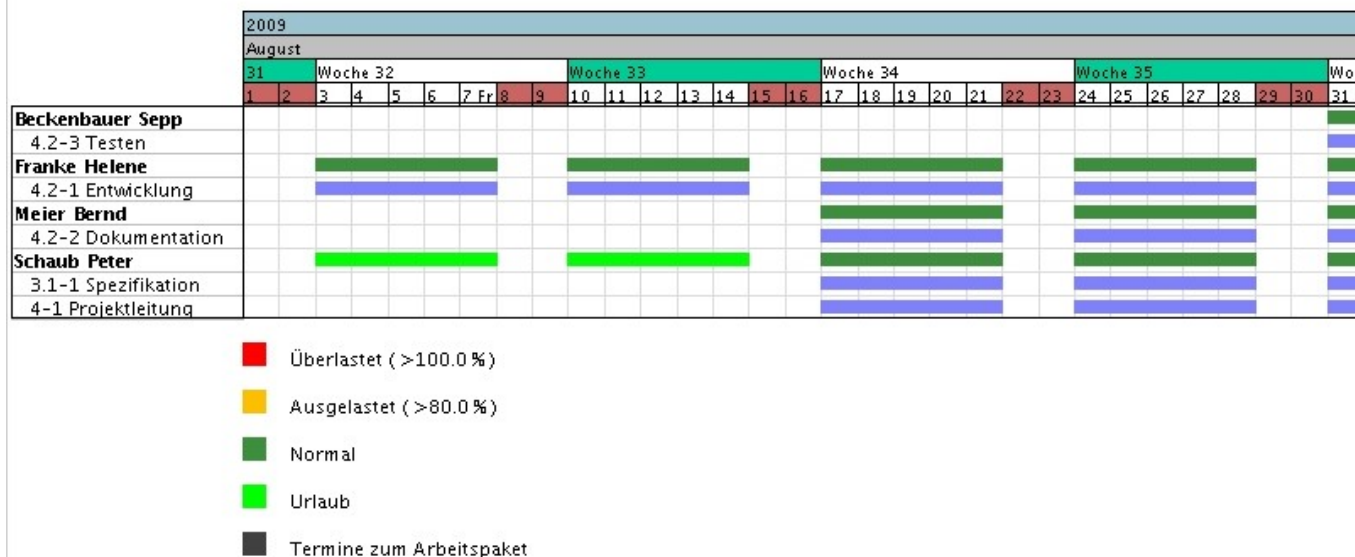 2009
August
31 Woche 32 Woche 33 Woche 34 Woche 35 Wo
1 2 3 4 5 6 7 Fr 8 9 10 11 12 13 14 15 16 17 18 19 20 21 22 23 24 25 26 27 28 29 30 31
Beckenbauer Sepp
4.2-3 Testen
Franke Helene
4.2-1 Entwicklung
Meier Bernd
4.2-2 Dokumentation
Schaub Peter
3.1-1 Spezifikation
4-1 Projektleitung
Überlastet (>100.0%)
Ausgelastet (>80.0%)
Normal
Urlaub
Termine zum Arbeitspaket